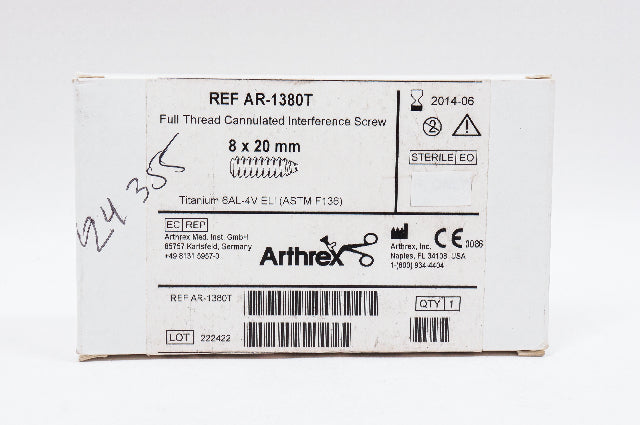 REF AR-1380T
Full Thread Cannulated Interference Screw
8 x 20 mm
Titanium 6AL-4V ELI (ASTM F136)
2014-06
2
STERILE EO
24355
EC REP
Arthrex Med. Inst. GmbH
85757 Karlsfeld, Germany
+49 8131 5957-0
Arthrex
Arthrex, Inc.
Naples, FL 34108, USA
1-(800) 934-4404
CE 0086
REF AR-1380T
QTY 1
LOT 222422